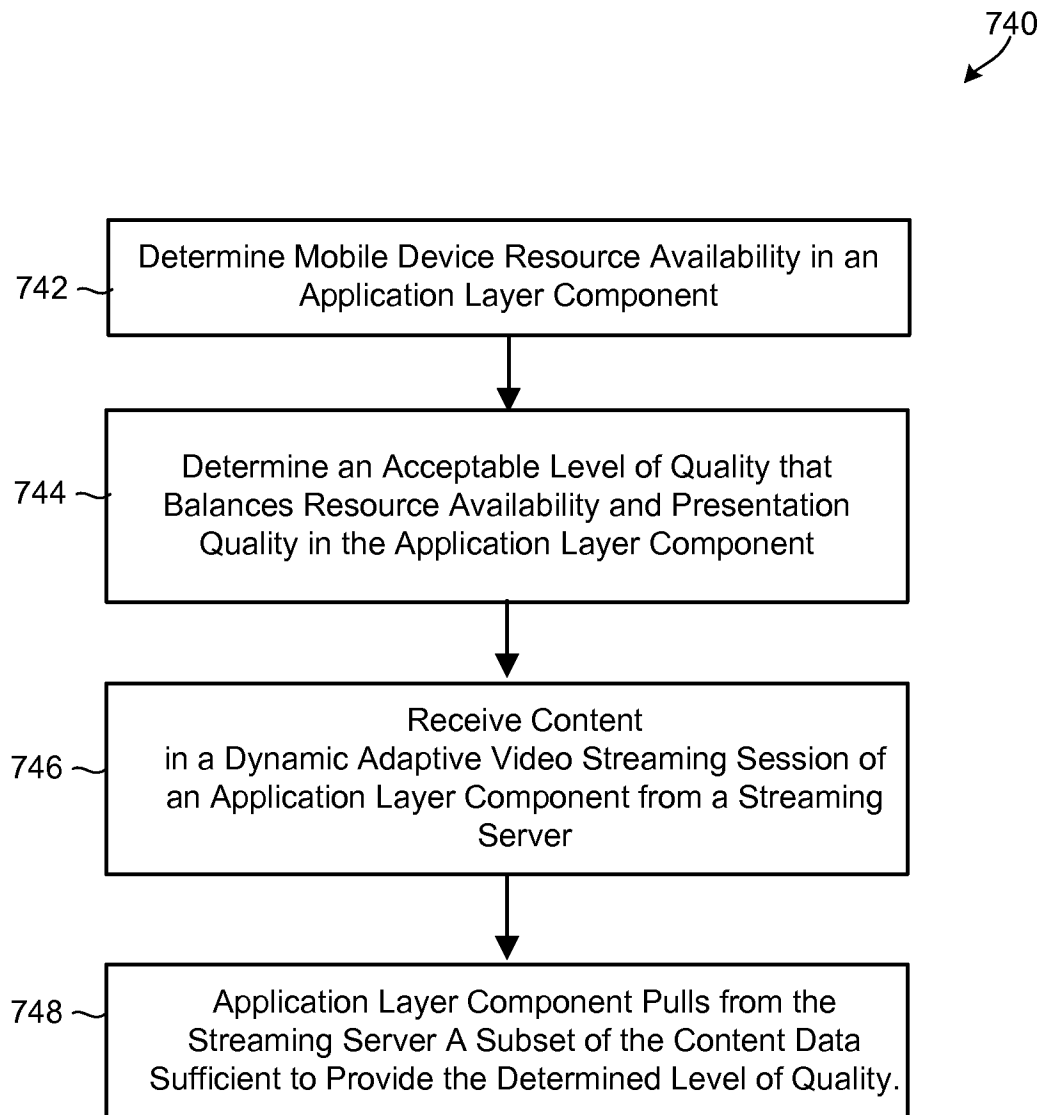 740
742
Determine Mobile Device Resource Availability in an
Application Layer Component
744
Determine an Acceptable Level of Quality that
Balances Resource Availability and Presentation
Quality in the Application Layer Component
746
Receive Content
in a Dynamic Adaptive Video Streaming Session of
an Application Layer Component from a Streaming
Server
748
Application Layer Component Pulls from the
Streaming Server A Subset of the Content Data
Sufficient to Provide the Determined Level of Quality.